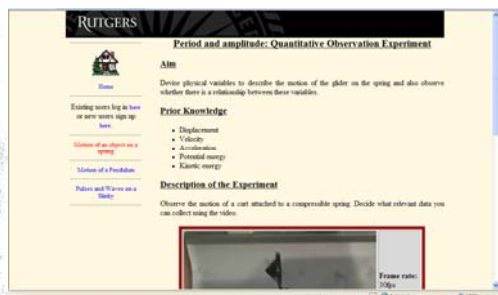 RUTGERS
Home
Existing users log in here
or new users sign up
here.
Motion of an object on a
spring
Motion of a Pendulum
Pulses and Waves on a
Slinky
Period and amplitude: Quantitative Observation Experiment
Aim
Devise physical variables to describe the motion of the glider on the spring and also observe
whether there is a relationship between these variables.
Prior Knowledge
• Displacement
• Velocity
• Acceleration
• Potential energy
• Kinetic energy
Description of the Experiment
Observe the motion of a cart attached to a compressible spring. Decide what relevant data you
can collect using the video.
Frame rate:
30fps